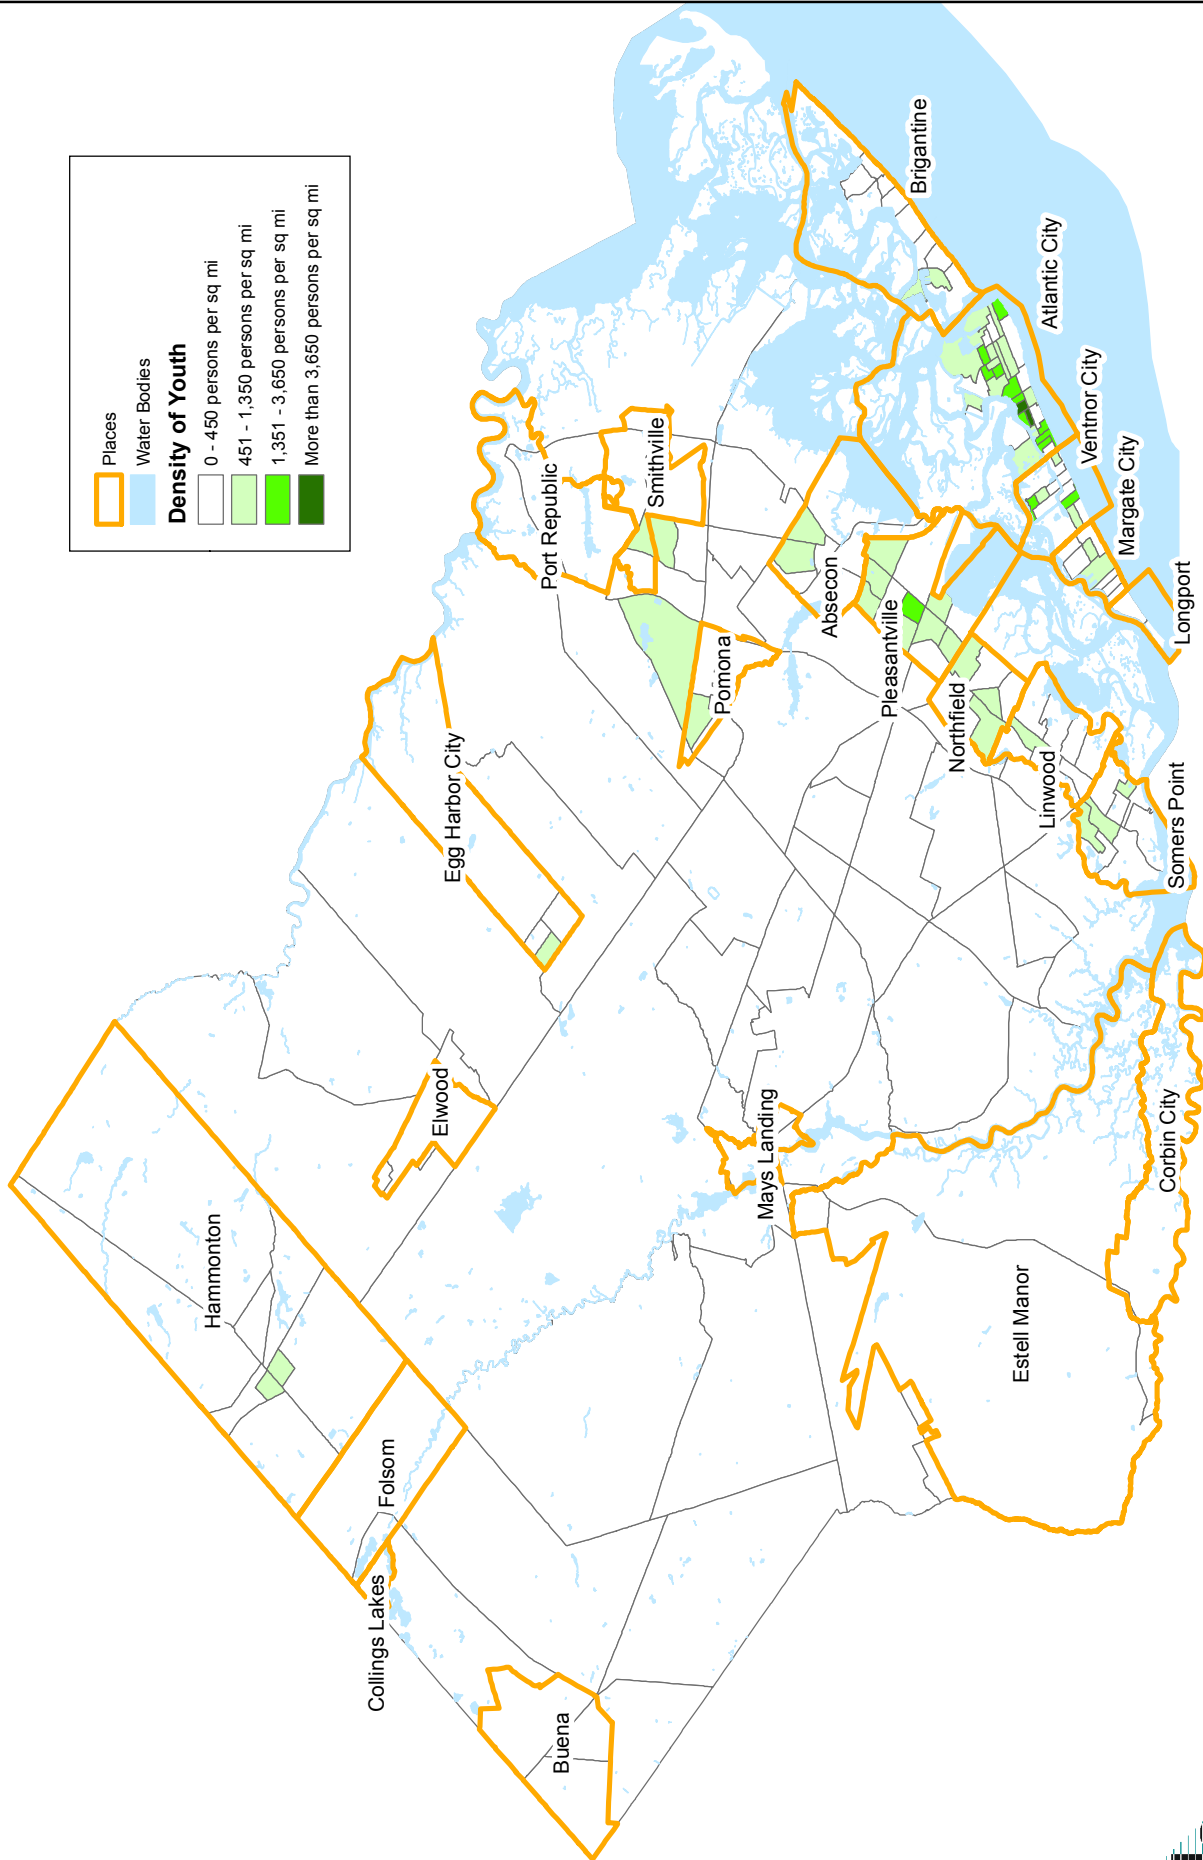 Places
Water Bodies
Density of Youth
0 - 450 persons per sq mi
451 - 1,350 persons per sq mi
1,351 - 3,650 persons per sq mi
More than 3,650 persons per sq mi
Brigantine
Atlantic City
Ventnor City
Margate City
Longport
Smithville
Port Republic
Absecon
Pleasantville
Pomona
Northfield
Linwood
Somers Point
Egg Harbor City
Elwood
Mays Landing
Corbin City
Hammonton
Estell Manor
Folsom
Collings Lakes
Buena